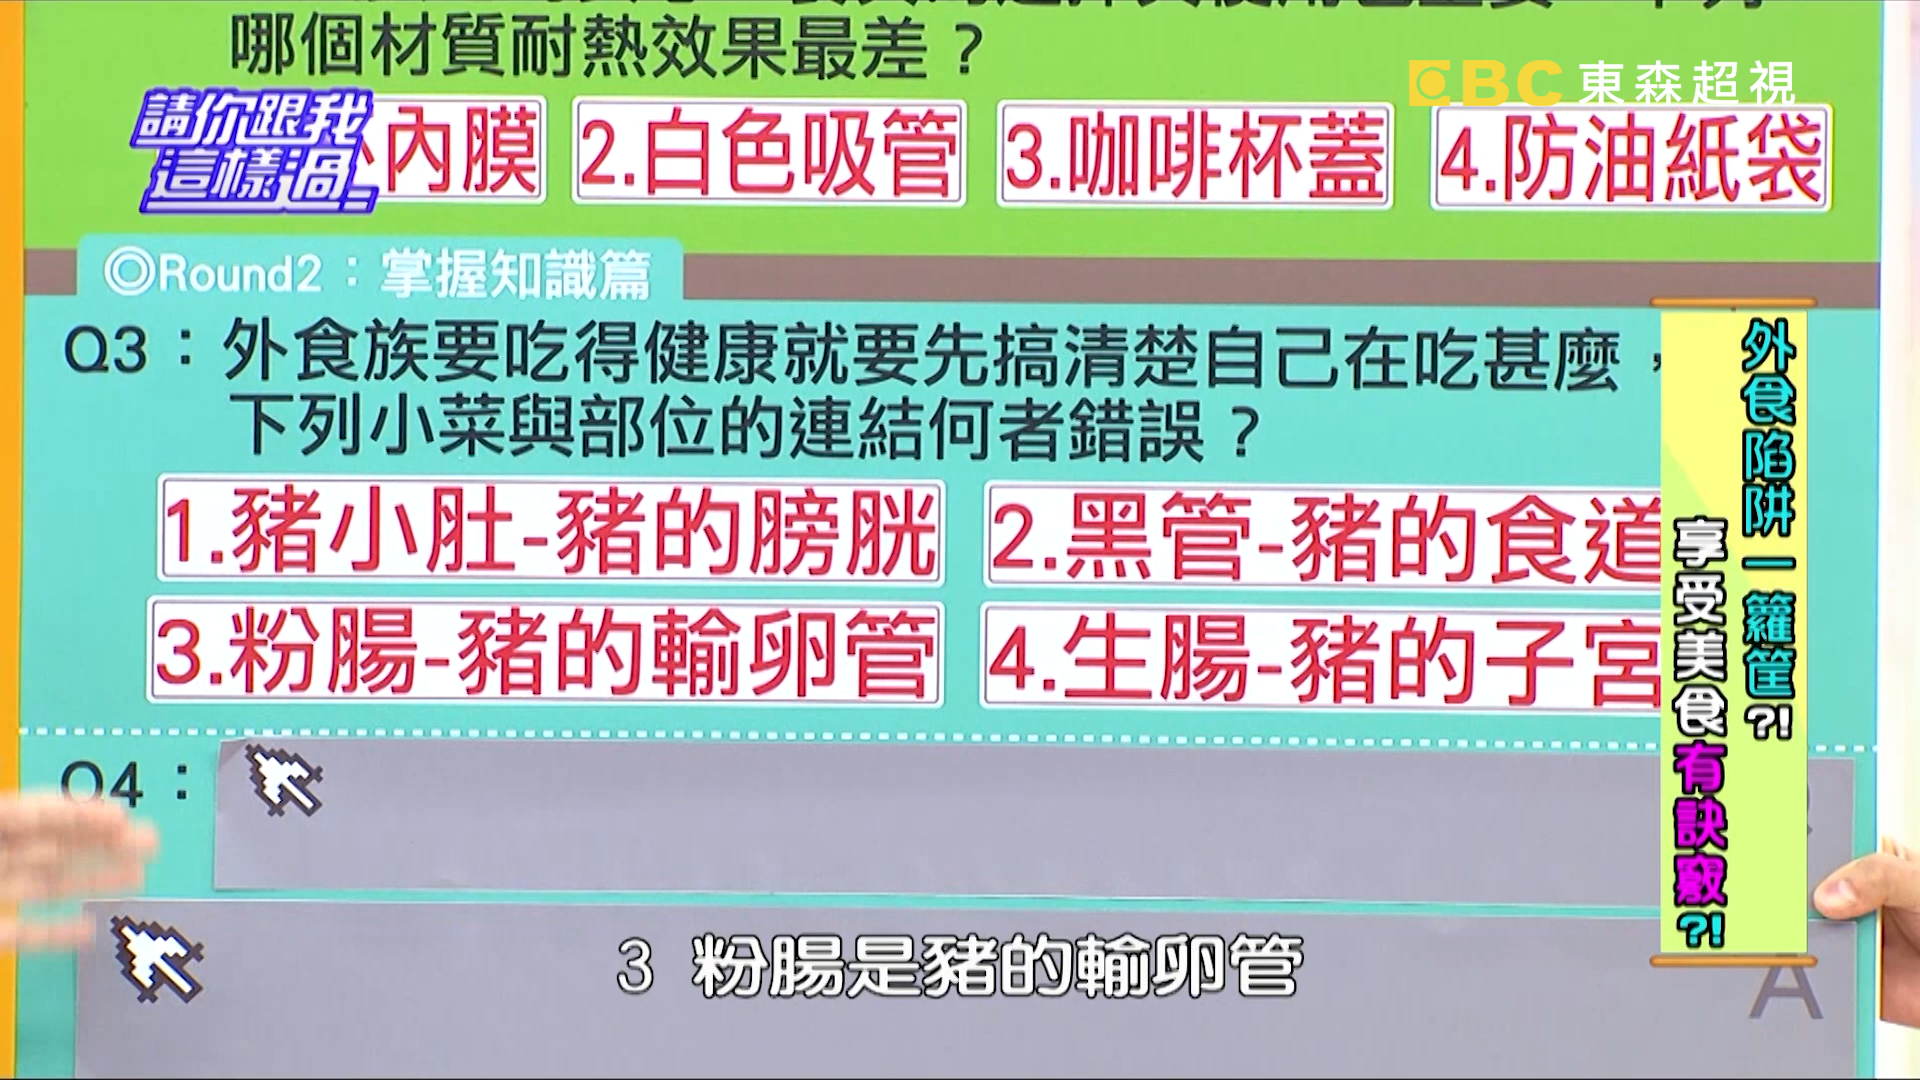 哪個材質耐熱效果最差？
EBC 東森超視
請你跟我
這樣過
內膜
2.白色吸管
3.咖啡杯蓋
4.防油紙袋
◎Round2：掌握知識篇
Q3：外食族要吃得健康就要先搞清楚自己在吃甚麼，
下列小菜與部位的連結何者錯誤？
1.豬小肚-豬的膀胱
2.黑管-豬的食道
3.粉腸-豬的輸卵管
4.生腸-豬的子宮
外食陷阱一籮筐?!
享受美食有訣竅?!
Q4：
A
3 粉腸是豬的輸卵管